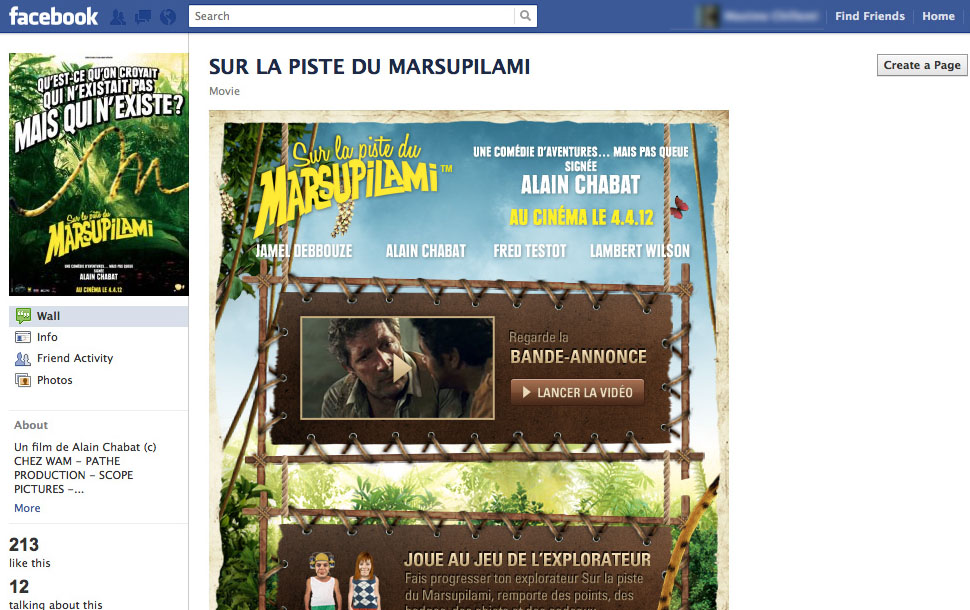 facebook
Search
Find Friends
Home
QU'EST-CE QU'ON CROYAIT
QUI N'EXISTAIT PAS
MAIS QUI N'EXISTE?
Sur la piste du
MARSUPILAMI
UNE COMÉDIE D'AVENTURES... MAIS PAS QUEUE
SIGNÉE
ALAIN CHABAT
AU CINÉMA LE 4.4.12
Wall
Info
Friend Activity
Photos
About
Un film de Alain Chabat (c)
CHEZ WAM - PATHE
PRODUCTION - SCOPE
PICTURES -...
More
213
like this
12
talking about this
SUR LA PISTE DU MARSUPILAMI
Movie
Create a Page
Sur la piste du
MARSUPILAMI™
UNE COMÉDIE D'AVENTURES... MAIS PAS QUEUE
SIGNÉE
ALAIN CHABAT
AU CINÉMA LE 4.4.12
JAMEL DEBBOUZE ALAIN CHABAT FRED TESTOT LAMBERT WILSON
Regarde la
BANDE-ANNONCE
LANCER LA VIDÉO
JOUE AU JEU DE L'EXPLORATEUR
Fais progresser ton explorateur Sur la piste
du Marsupilami, remporte des points, des
badges, des objets et des cadeaux